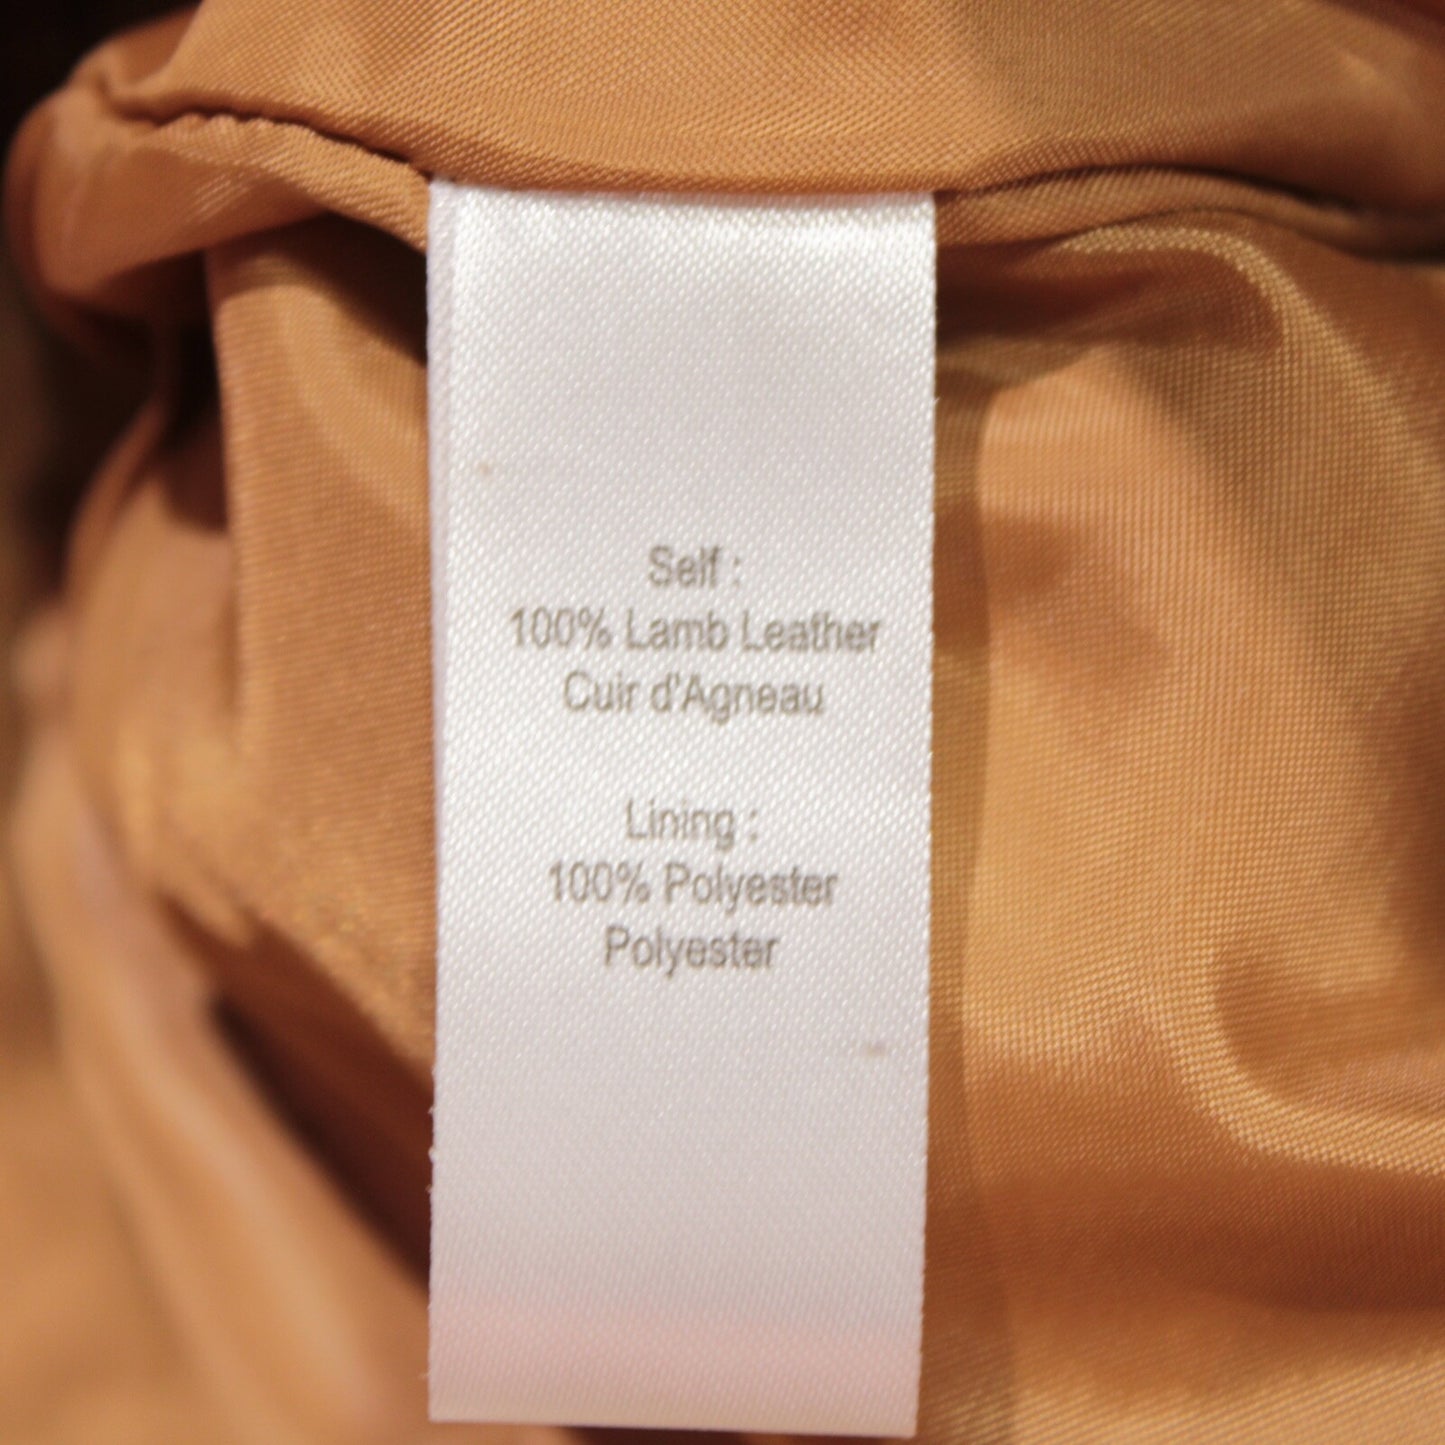 Self :
100% Lamb Leather
Cuir d'Agneau
Lining :
100% Polyester
Polyester